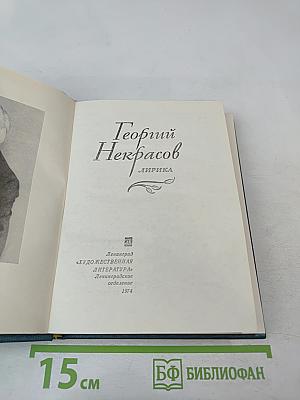 Георгий
Некрасов
ЛИРИКА
Ленинград
«ХУДОЖЕСТВЕННАЯ
ЛИТЕРАТУРА»
Ленинградское
отделение
1974
15 см
БФ БИБЛИОФАН